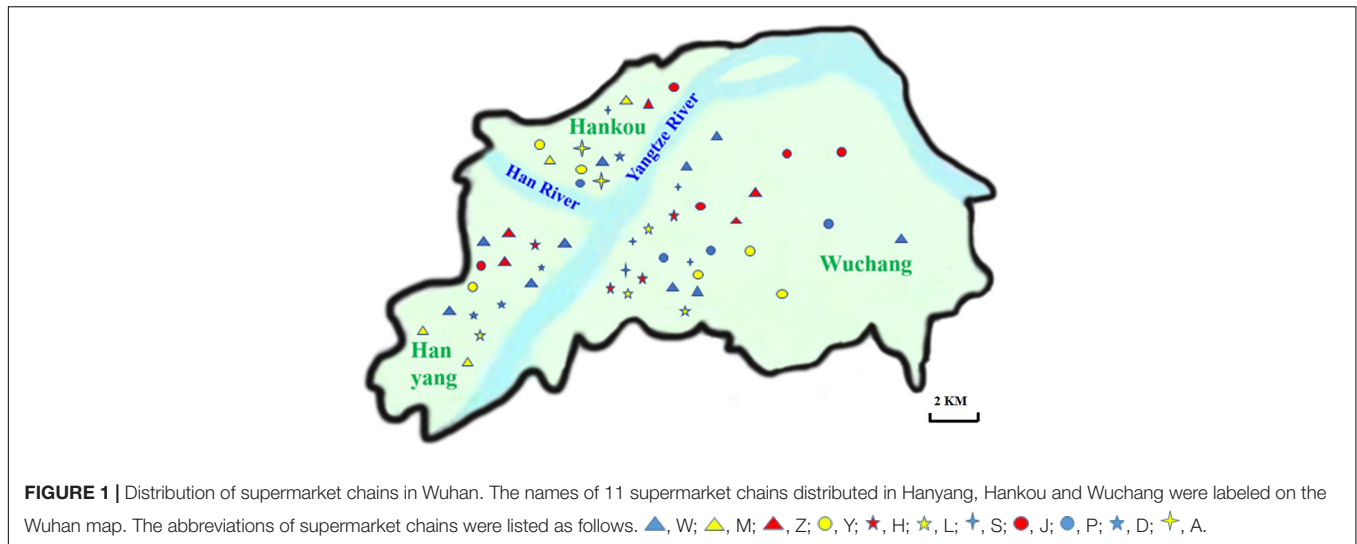 Hankou
Yangtze River
Han River
Wuchang
Han
yang
2 KM
FIGURE 1 | Distribution of supermarket chains in Wuhan. The names of 11 supermarket chains distributed in Hanyang, Hankou and Wuchang were labeled on the
Wuhan map. The abbreviations of supermarket chains were listed as follows. , W; , M; , Z; , Y; , H; , L; , S; , J; , P; , D; , A.